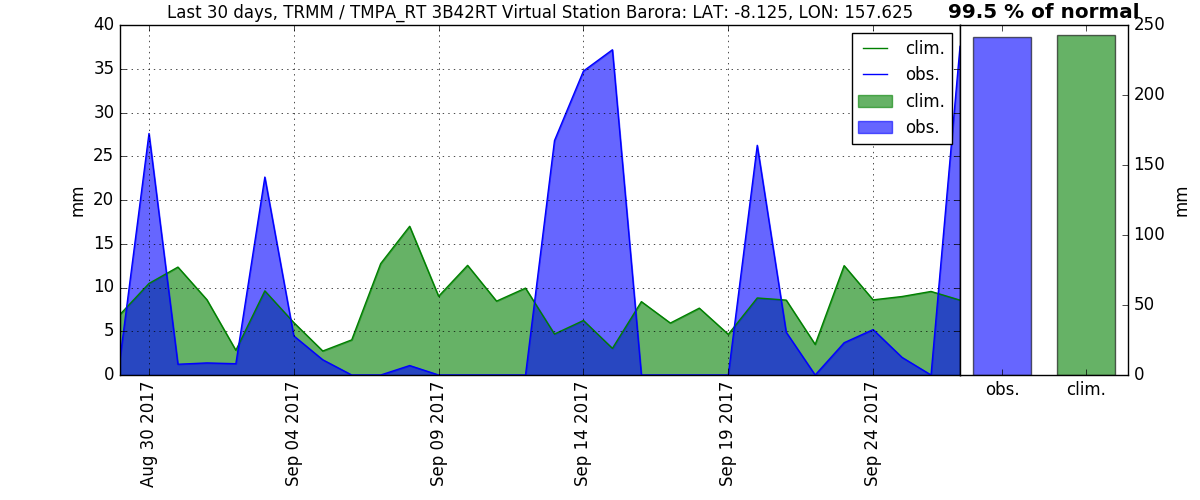 Last 30 days, TRMM / TMPA_RT 3B42RT Virtual Station Barora: LAT: -8.125, LON: 157.625
99.5 % of normal
40
35
30
25
20
15
10
5
0
mm
clim.
obs.
clim.
obs.
250
200
150
100
50
0
mm
obs.
clim.
Aug 30 2017
Sep 04 2017
Sep 09 2017
Sep 14 2017
Sep 19 2017
Sep 24 2017